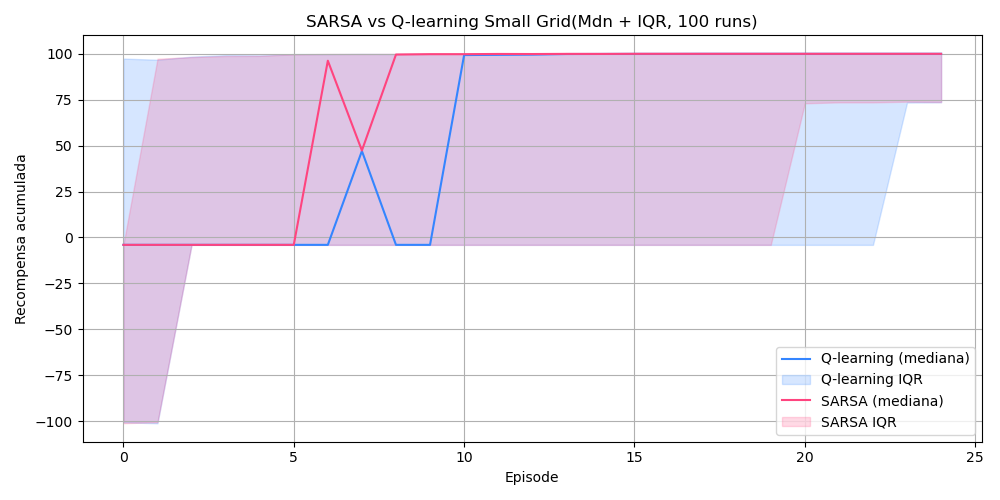 SARSA vs Q-learning Small Grid(Mdn + IQR, 100 runs)
Recompensa acumulada
100
75
50
25
0
−25
−50
−75
−100
0 5 10 15 20 25
Episode
Q-learning (mediana)
Q-learning IQR
SARSA (mediana)
SARSA IQR